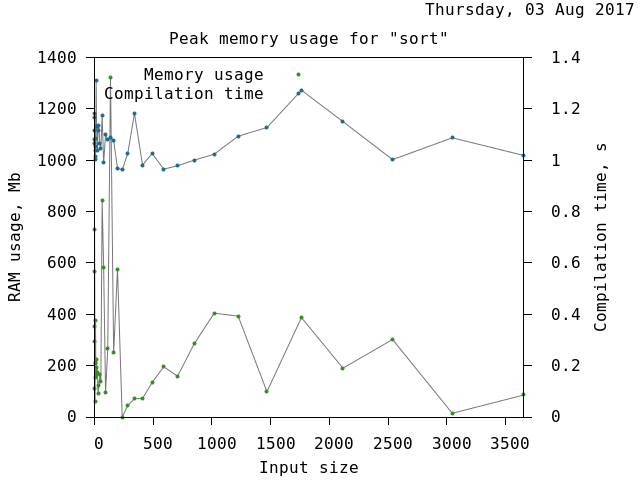 Thursday, 03 Aug 2017
Peak memory usage for "sort"
1400 1.4
Memory usage
Compilation time
1200 1.2
1000 1
800 0.8
600 0.6
400 0.4
200 0.2
0 0
RAM usage, Mb
Compilation time, s
0 500 1000 1500 2000 2500 3000 3500
Input size